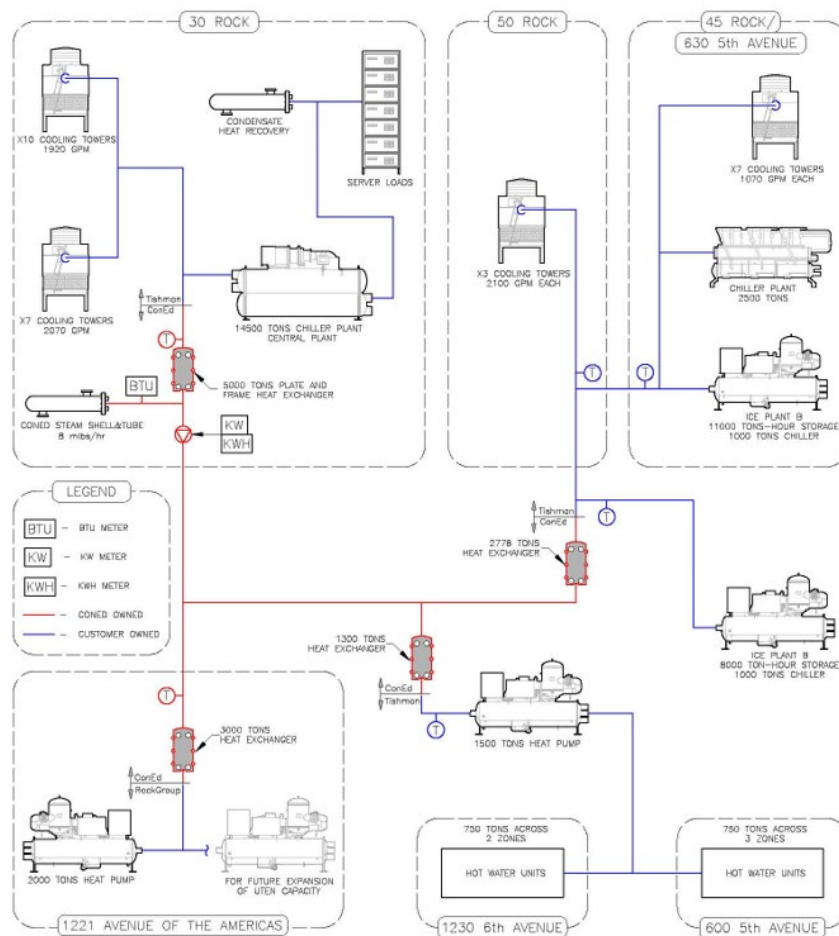 30 ROCK
50 ROCK
45 ROCK/
630 5th AVENUE
X10 COOLING TOWERS
1920 GPM
CONDENSATE
HEAT RECOVERY
SERVER LOADS
X7 COOLING TOWERS
1070 GPM EACH
X3 COOLING TOWERS
2100 GPM EACH
CHILLER PLANT
2500 TONS
X7 COOLING TOWERS
2070 GPM
Tishman
ConEd
14500 TONS CHILLER PLANT
CENTRAL PLANT
T
5000 TONS PLATE AND
FRAME HEAT EXCHANGER
BTU
CONED STEAM SHELL&TUBE
8 mlbs/hr
KW
KWH
T
T
ICE PLANT B
11000 TONS-HOUR STORAGE
1000 TONS CHILLER
LEGEND
BTU - BTU METER
KW - KW METER
KWH - KWH METER
- CONED OWNED
- CUSTOMER OWNED
Tishman
ConEd
T
2778 TONS
HEAT EXCHANGER
1300 TONS
HEAT EXCHANGER
ConEd
Tishman
T
1500 TONS HEAT PUMP
ICE PLANT B
8000 TON-HOUR STORAGE
1000 TONS CHILLER
T
3000 TONS
HEAT EXCHANGER
ConEd
RockGroup
2000 TONS HEAT PUMP
FOR FUTURE EXPANSION
OF UTEN CAPACITY
1221 AVENUE OF THE AMERICAS
750 TONS ACROSS
2 ZONES
HOT WATER UNITS
1230 6th AVENUE
750 TONS ACROSS
3 ZONES
HOT WATER UNITS
600 5th AVENUE